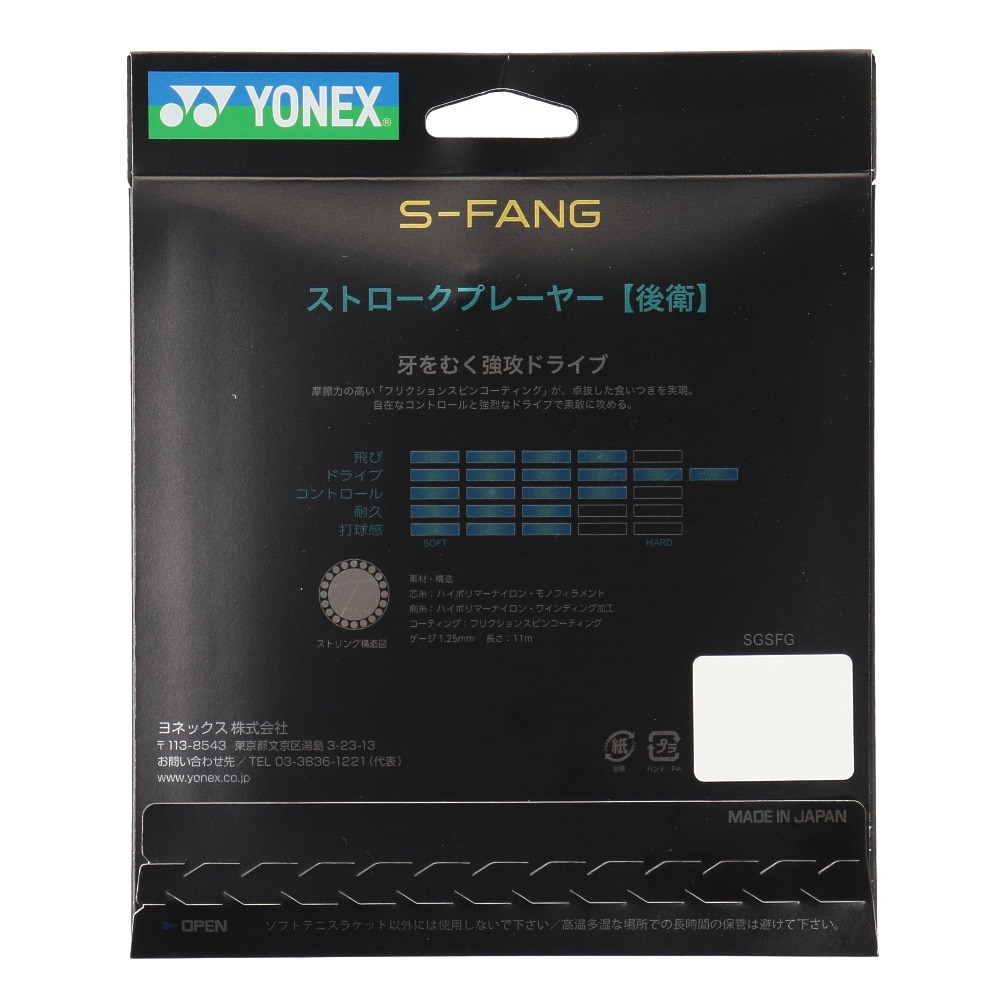 YONEX®
S-FANG
ストロークプレーヤー【後衛】
牙をむく強攻ドライブ
摩擦力の高い「フリクションスピンコーティング」が、卓抜した食いつきを実現。
自在なコントロールと強烈なドライブで果敢に攻める。
飛び
ドライブ
コントロール
耐久
打球感
SOFT HARD
素材・構造
芯糸:ハイポリマーナイロン・モノフィラメント
側糸:ハイポリマーナイロン・ワインディング加工
コーティング:フリクションスピンコーティング
ゲージ1.25mm 長さ:11m
ストリング構造図
SGSFG
ヨネックス株式会社
〒113-8543 東京都文京区湯島 3-23-13
お問い合わせ先/TEL 03-3836-1221(代表)
www.yonex.co.jp
紙
台紙
プラ
ハンド PA
MADE IN JAPAN
OPEN
ソフトテニスラケット以外には使用しないで下さい/高温多湿な場所での長時間の保管は避けて下さい。